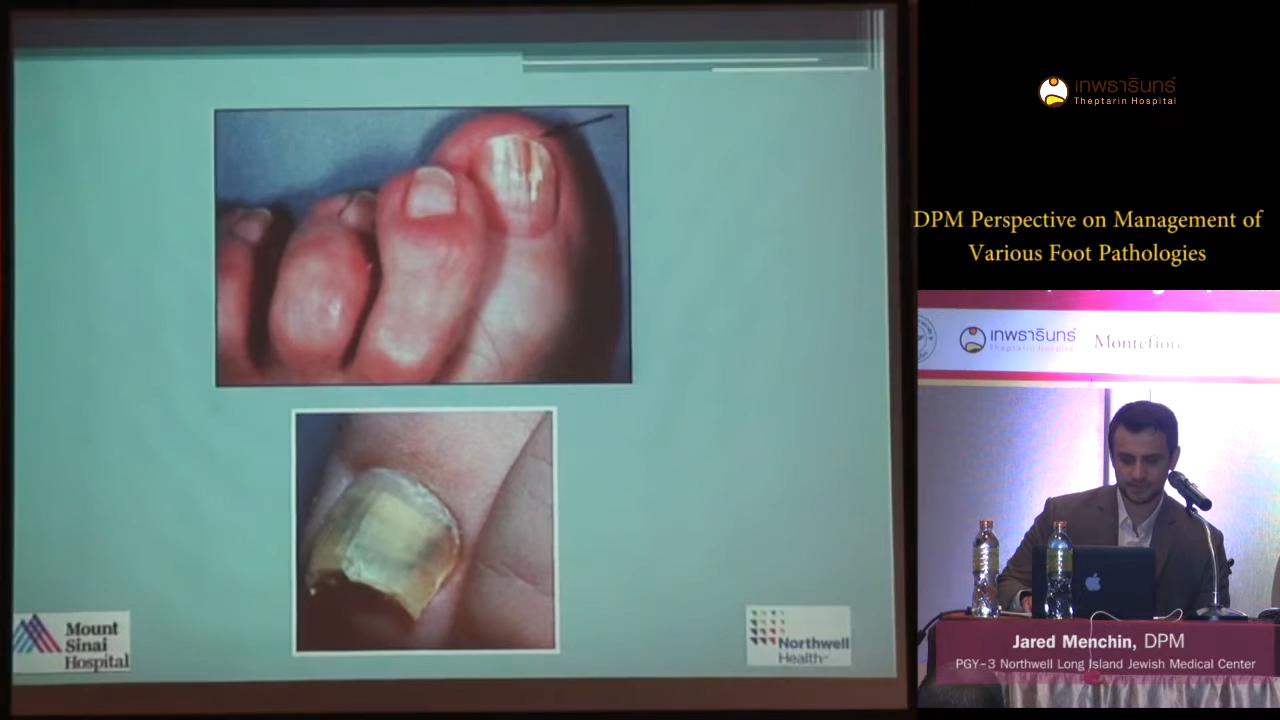 เทพธารินทร์
Theptarin Hospital
DPM Perspective on Management of
Various Foot Pathologies
เทพธารินทร์
Theptarin Hospital
Montefiore
Mount
Sinai
Hospital
Northwell
Health
Jared Menchin, DPM
PGY-3 Northwell Long Island Jewish Medical Center